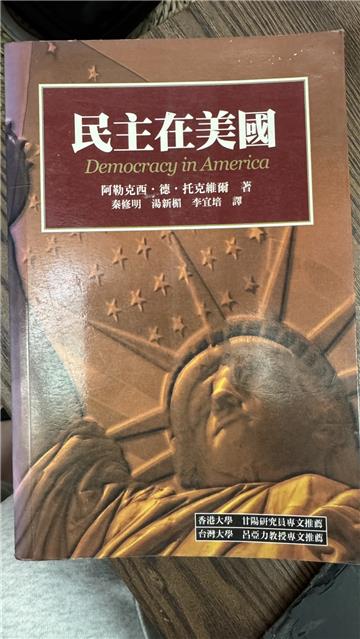 民主在美國
Democracy in America
阿勒克西・德・托克維爾　著
秦修明　湯新楣　李宜培　譯
香港大學　甘陽研究員專文推薦
台灣大學　呂亞力教授專文推薦